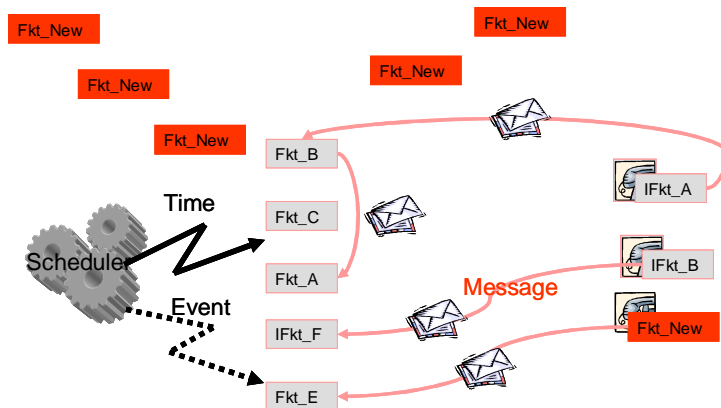 Fkt_New
Fkt_New
Fkt_New
Fkt_New
Fkt_New
Fkt_B
IFkt_A
Time
Fkt_C
Scheduler
IFkt_B
Fkt_A
Message
Event
IFkt_F
Fkt_New
Fkt_E